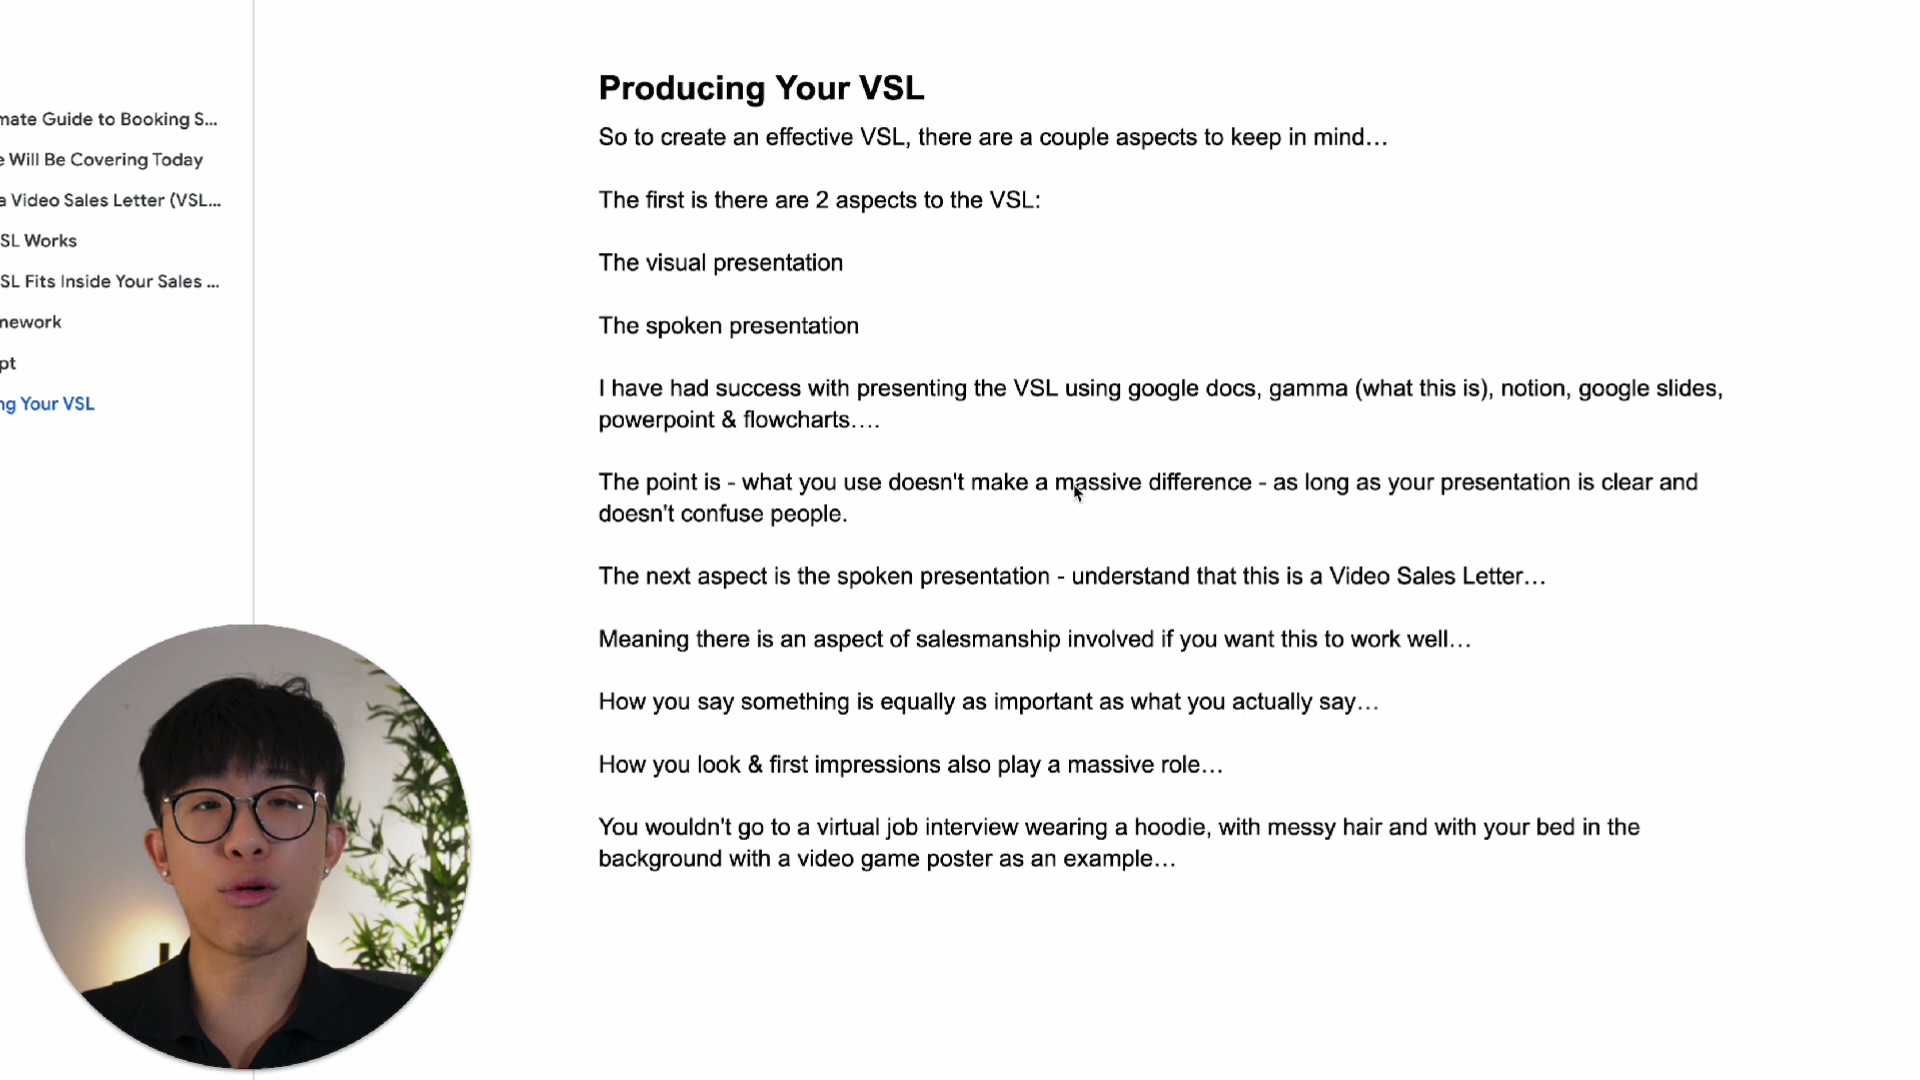 mate Guide to Booking S...
e Will Be Covering Today
a Video Sales Letter (VSL...
SL Works
SL Fits Inside Your Sales ...
nework
pt
ng Your VSL
Producing Your VSL
So to create an effective VSL, there are a couple aspects to keep in mind…
The first is there are 2 aspects to the VSL:
The visual presentation
The spoken presentation
I have had success with presenting the VSL using google docs, gamma (what this is), notion, google slides,
powerpoint & flowcharts….
The point is - what you use doesn't make a massive difference - as long as your presentation is clear and
doesn't confuse people.
The next aspect is the spoken presentation - understand that this is a Video Sales Letter…
Meaning there is an aspect of salesmanship involved if you want this to work well…
How you say something is equally as important as what you actually say…
How you look & first impressions also play a massive role…
You wouldn't go to a virtual job interview wearing a hoodie, with messy hair and with your bed in the
background with a video game poster as an example…